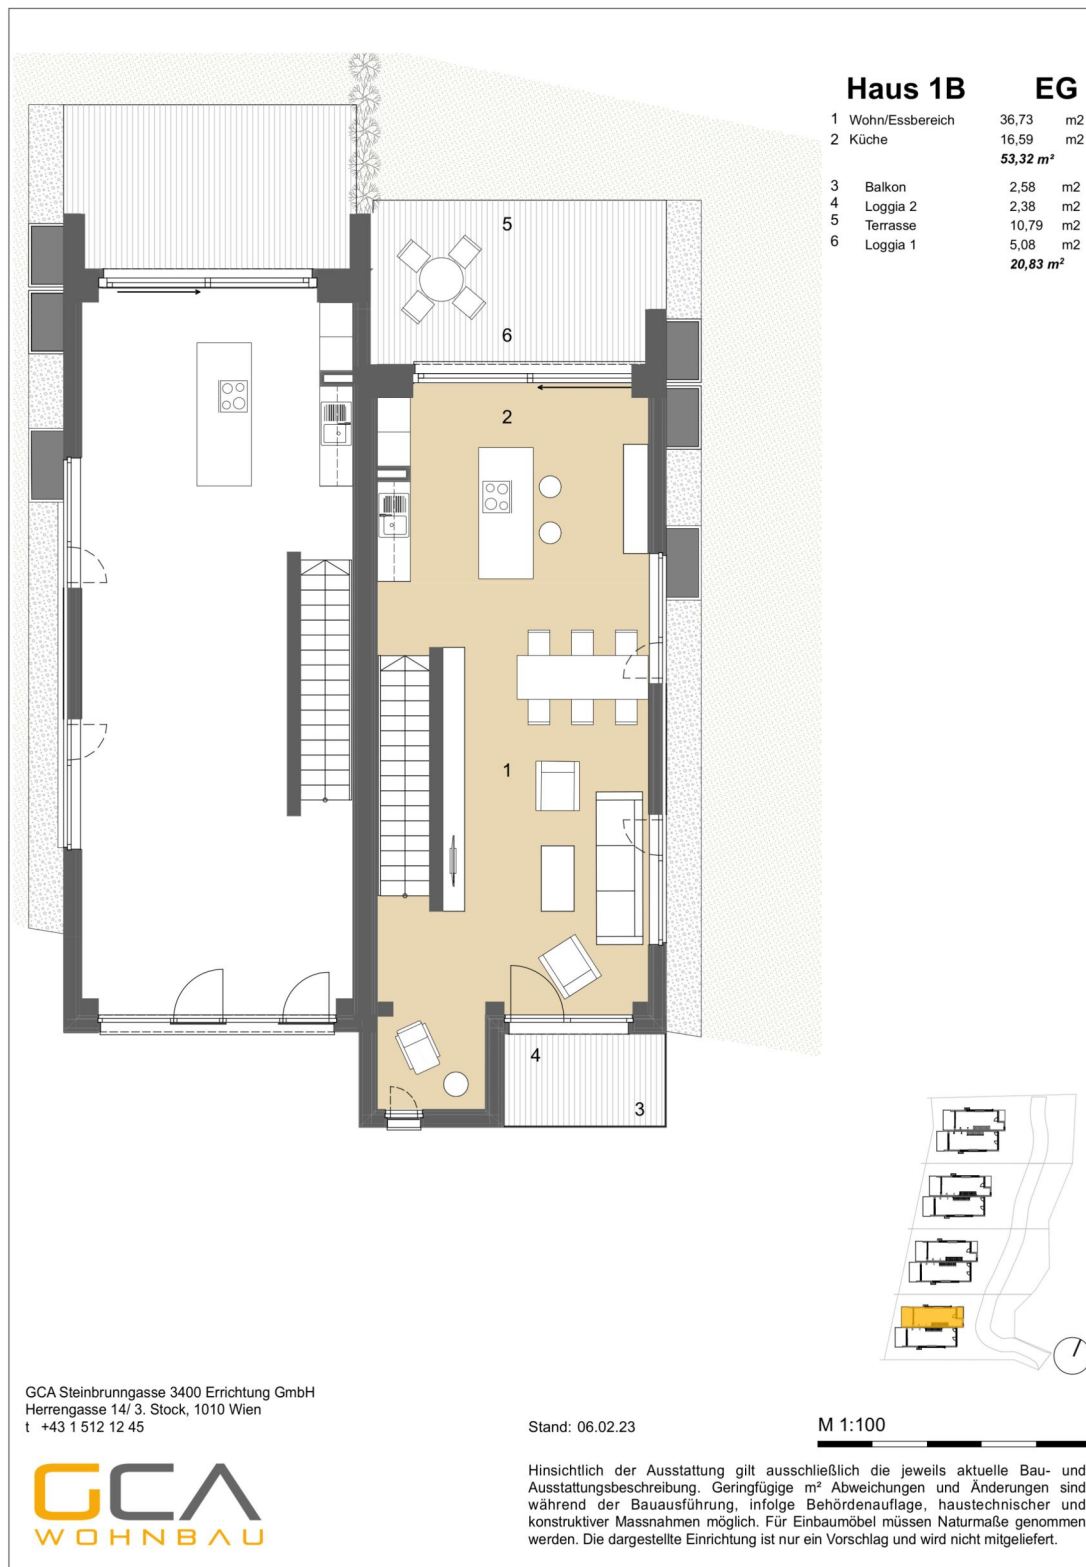 Haus 1B EG
1 Wohn/Essbereich 36,73 m2
2 Küche 16,59 m2
53,32 m²
3 Balkon 2,58 m2
4 Loggia 2 2,38 m2
5 Terrasse 10,79 m2
6 Loggia 1 5,08 m2
20,83 m²
5
6
2
1
4
3
GCA Steinbrunngasse 3400 Errichtung GmbH
Herrengasse 14/ 3. Stock, 1010 Wien
t +43 1 512 12 45
GCA
WOHNBAU
Stand: 06.02.23
M 1:100
Hinsichtlich der Ausstattung gilt ausschließlich die jeweils aktuelle Bau- und
Ausstattungsbeschreibung. Geringfügige m² Abweichungen und Änderungen sind
während der Bauausführung, infolge Behördenauflage, haustechnischer und
konstruktiver Massnahmen möglich. Für Einbaumöbel müssen Naturmaße genommen
werden. Die dargestellte Einrichtung ist nur ein Vorschlag und wird nicht mitgeliefert.